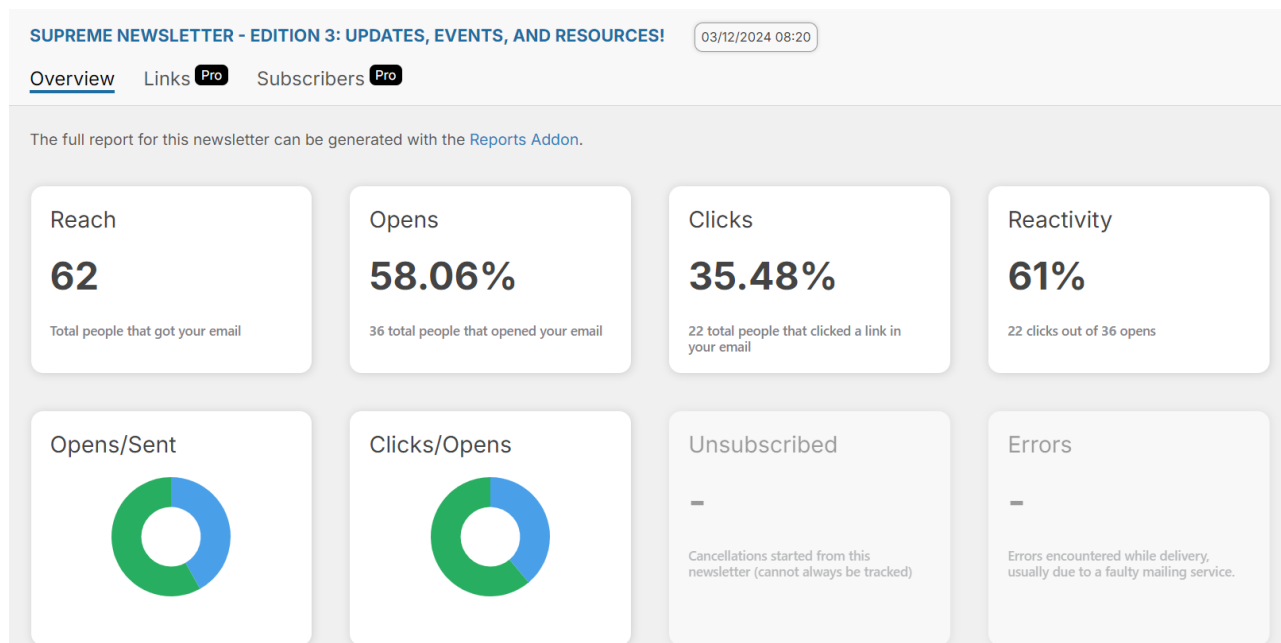 SUPREME NEWSLETTER - EDITION 3: UPDATES, EVENTS, AND RESOURCES!
03/12/2024 08:20
Overview
Links Pro
Subscribers Pro
The full report for this newsletter can be generated with the Reports Addon.
Reach
62
Total people that got your email
Opens
58.06%
36 total people that opened your email
Clicks
35.48%
22 total people that clicked a link in
your email
Reactivity
61%
22 clicks out of 36 opens
Opens/Sent
Clicks/Opens
Unsubscribed
-
Cancellations started from this
newsletter (cannot always be tracked)
Errors
-
Errors encountered while delivery,
usually due to a faulty mailing service.